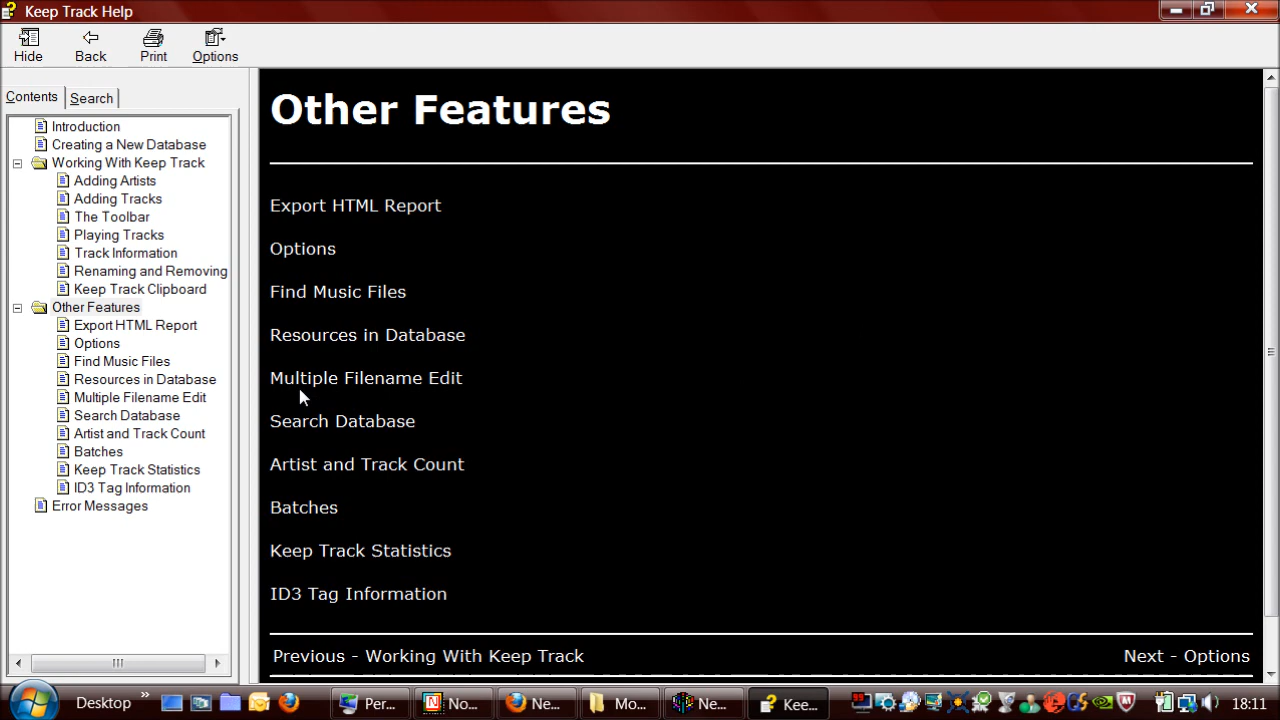 Keep Track Help
Hide
Back
Print
Options
Contents
Search
Introduction
Creating a New Database
Working With Keep Track
Adding Artists
Adding Tracks
The Toolbar
Playing Tracks
Track Information
Renaming and Removing
Keep Track Clipboard
Other Features
Export HTML Report
Options
Find Music Files
Resources in Database
Multiple Filename Edit
Search Database
Artist and Track Count
Batches
Keep Track Statistics
ID3 Tag Information
Error Messages
Other Features
Export HTML Report
Options
Find Music Files
Resources in Database
Multiple Filename Edit
Search Database
Artist and Track Count
Batches
Keep Track Statistics
ID3 Tag Information
Previous - Working With Keep Track
Next - Options
Desktop
»
Per...
No...
Ne...
Mo...
Ne...
Kee...
99
18:11